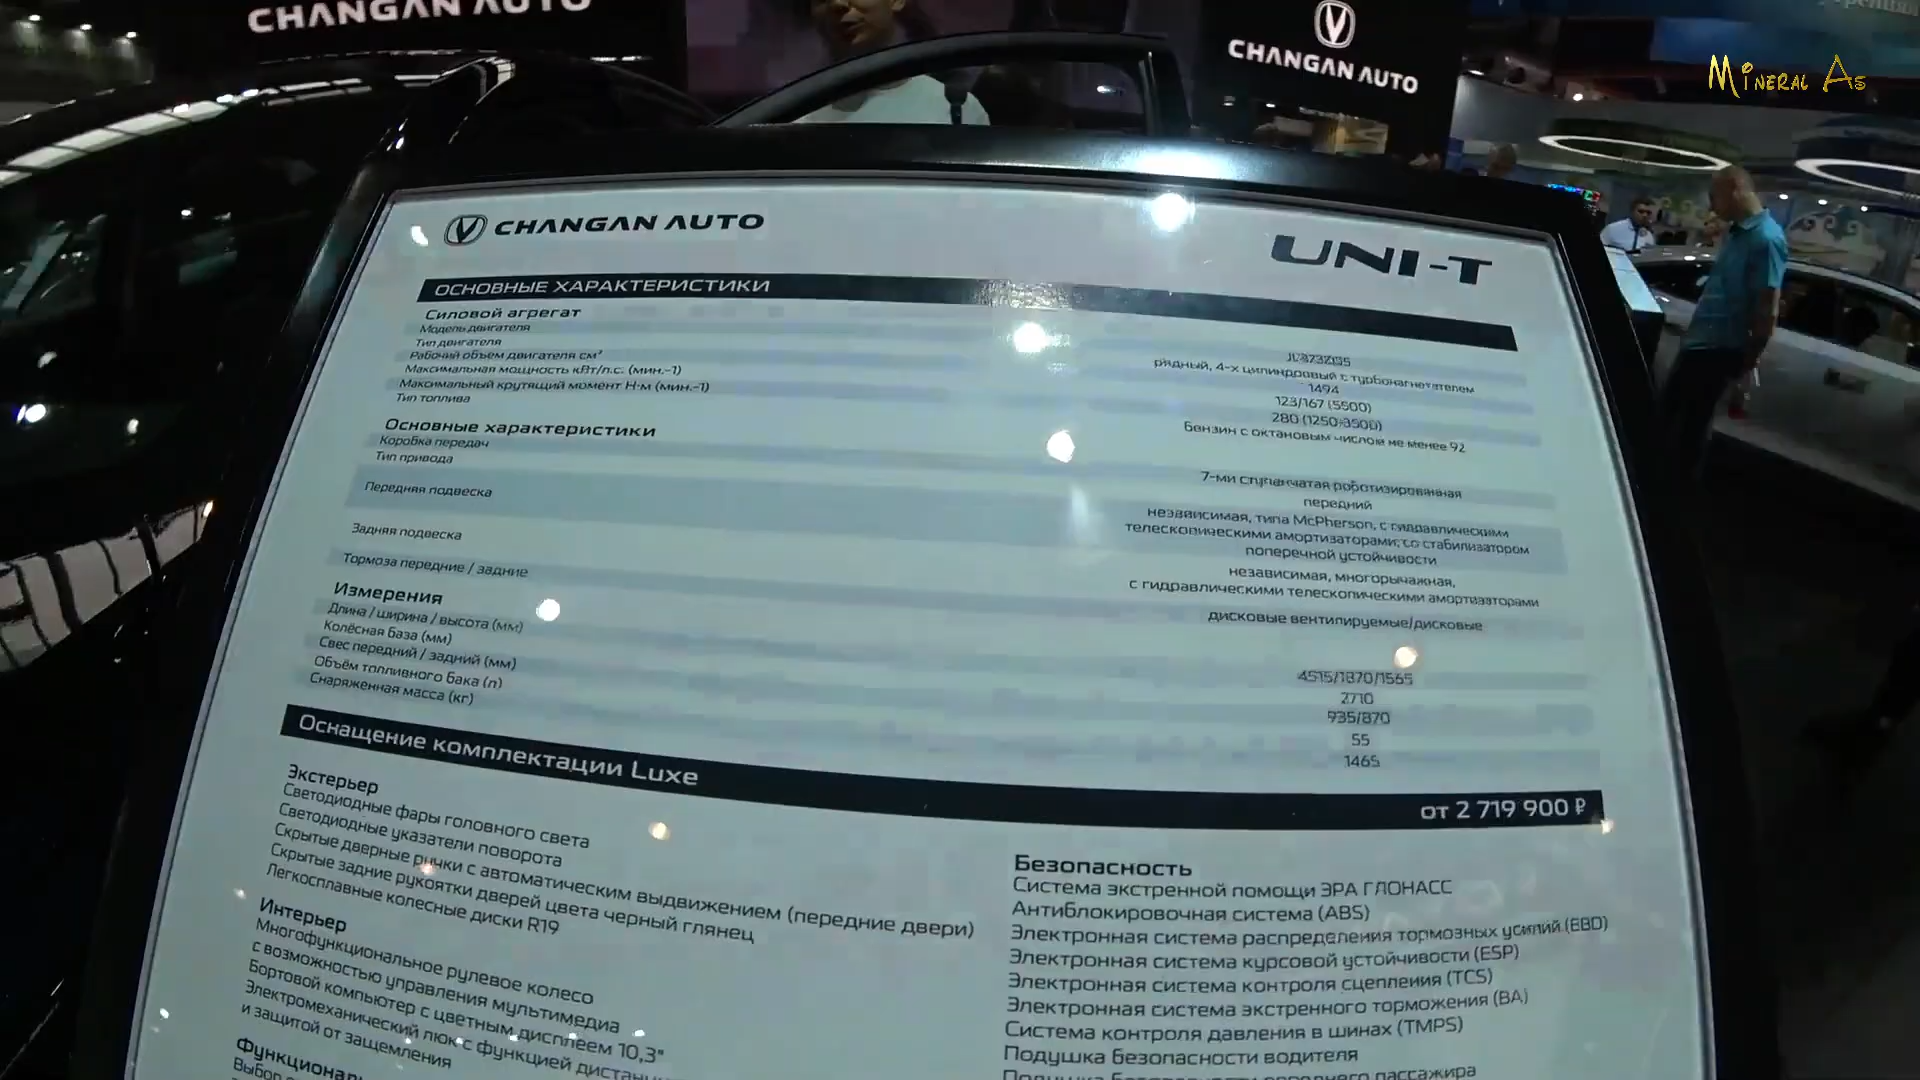 CHANGAN AUTO
CHANGAN AUTO
Mineral As
CHANGAN AUTO
UNI-T
ОСНОВНЫЕ ХАРАКТЕРИСТИКИ
Силовой агрегат
Модель двигателя
Тип двигателя рядный, 4-х цилиндровый с турбонагнетателем
Рабочий объем двигателя см³ 1494
Максимальная мощность кВт/л.с. (мин.-1) 123/167 (5500)
Максимальный крутящий момент Н·м (мин.-1) 280 (1250-3500)
Тип топлива Бензин с октановым числом не менее 92
Основные характеристики
Коробка передач 7-ми ступенчатая роботизированная
Тип привода передний
Передняя подвеска независимая, типа McPherson, с гидравлическими
телескопическими амортизаторами, со стабилизатором
поперечной устойчивости
Задняя подвеска независимая, многорычажная,
с гидравлическими телескопическими амортизаторами
Тормоза передние / задние дисковые вентилируемые/дисковые
Измерения
Длина / ширина / высота (мм) 4515/1870/1565
Колёсная база (мм) 2710
Свес передний / задний (мм) 935/870
Объём топливного бака (л) 55
Снаряженная масса (кг) 1465
Оснащение комплектации Luxe от 2 719 900 ₽
Экстерьер
Светодиодные фары головного света
Светодиодные указатели поворота
Скрытые дверные ручки с автоматическим выдвижением (передние двери)
Скрытые задние рукоятки дверей цвета черный глянец
Легкосплавные колесные диски R19
Интерьер
Многофункциональное рулевое колесо
с возможностью управления мультимедиа
Бортовой компьютер с цветным дисплеем 10,3"
Электромеханический люк с функцией
и защитой от защемления
Безопасность
Система экстренной помощи ЭРА ГЛОНАСС
Антиблокировочная система (ABS)
Электронная система распределения тормозных усилий (EBD)
Электронная система курсовой устойчивости (ESP)
Электронная система контроля сцепления (TCS)
Электронная система экстренного торможения (BA)
Система контроля давления в шинах (TMPS)
Подушка безопасности водителя